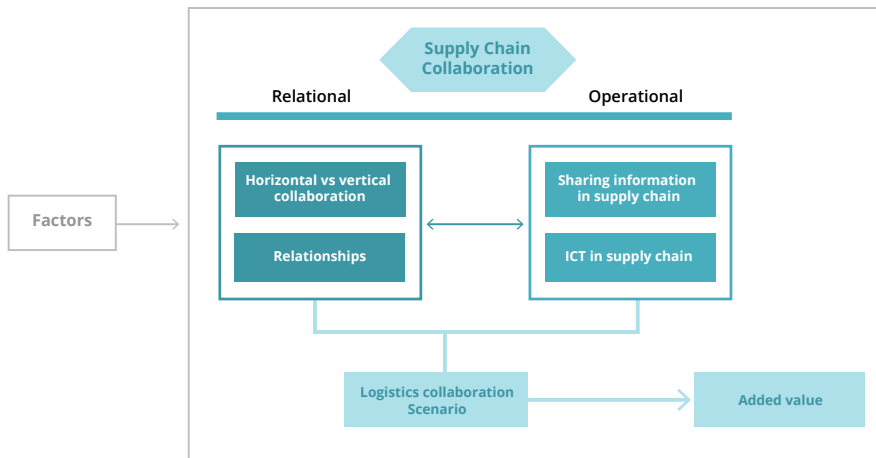 Supply Chain
Collaboration
Relational
Operational
Horizontal vs vertical
collaboration
Sharing information
in supply chain
Factors
Relationships
ICT in supply chain
Logistics collaboration
Scenario
Added value